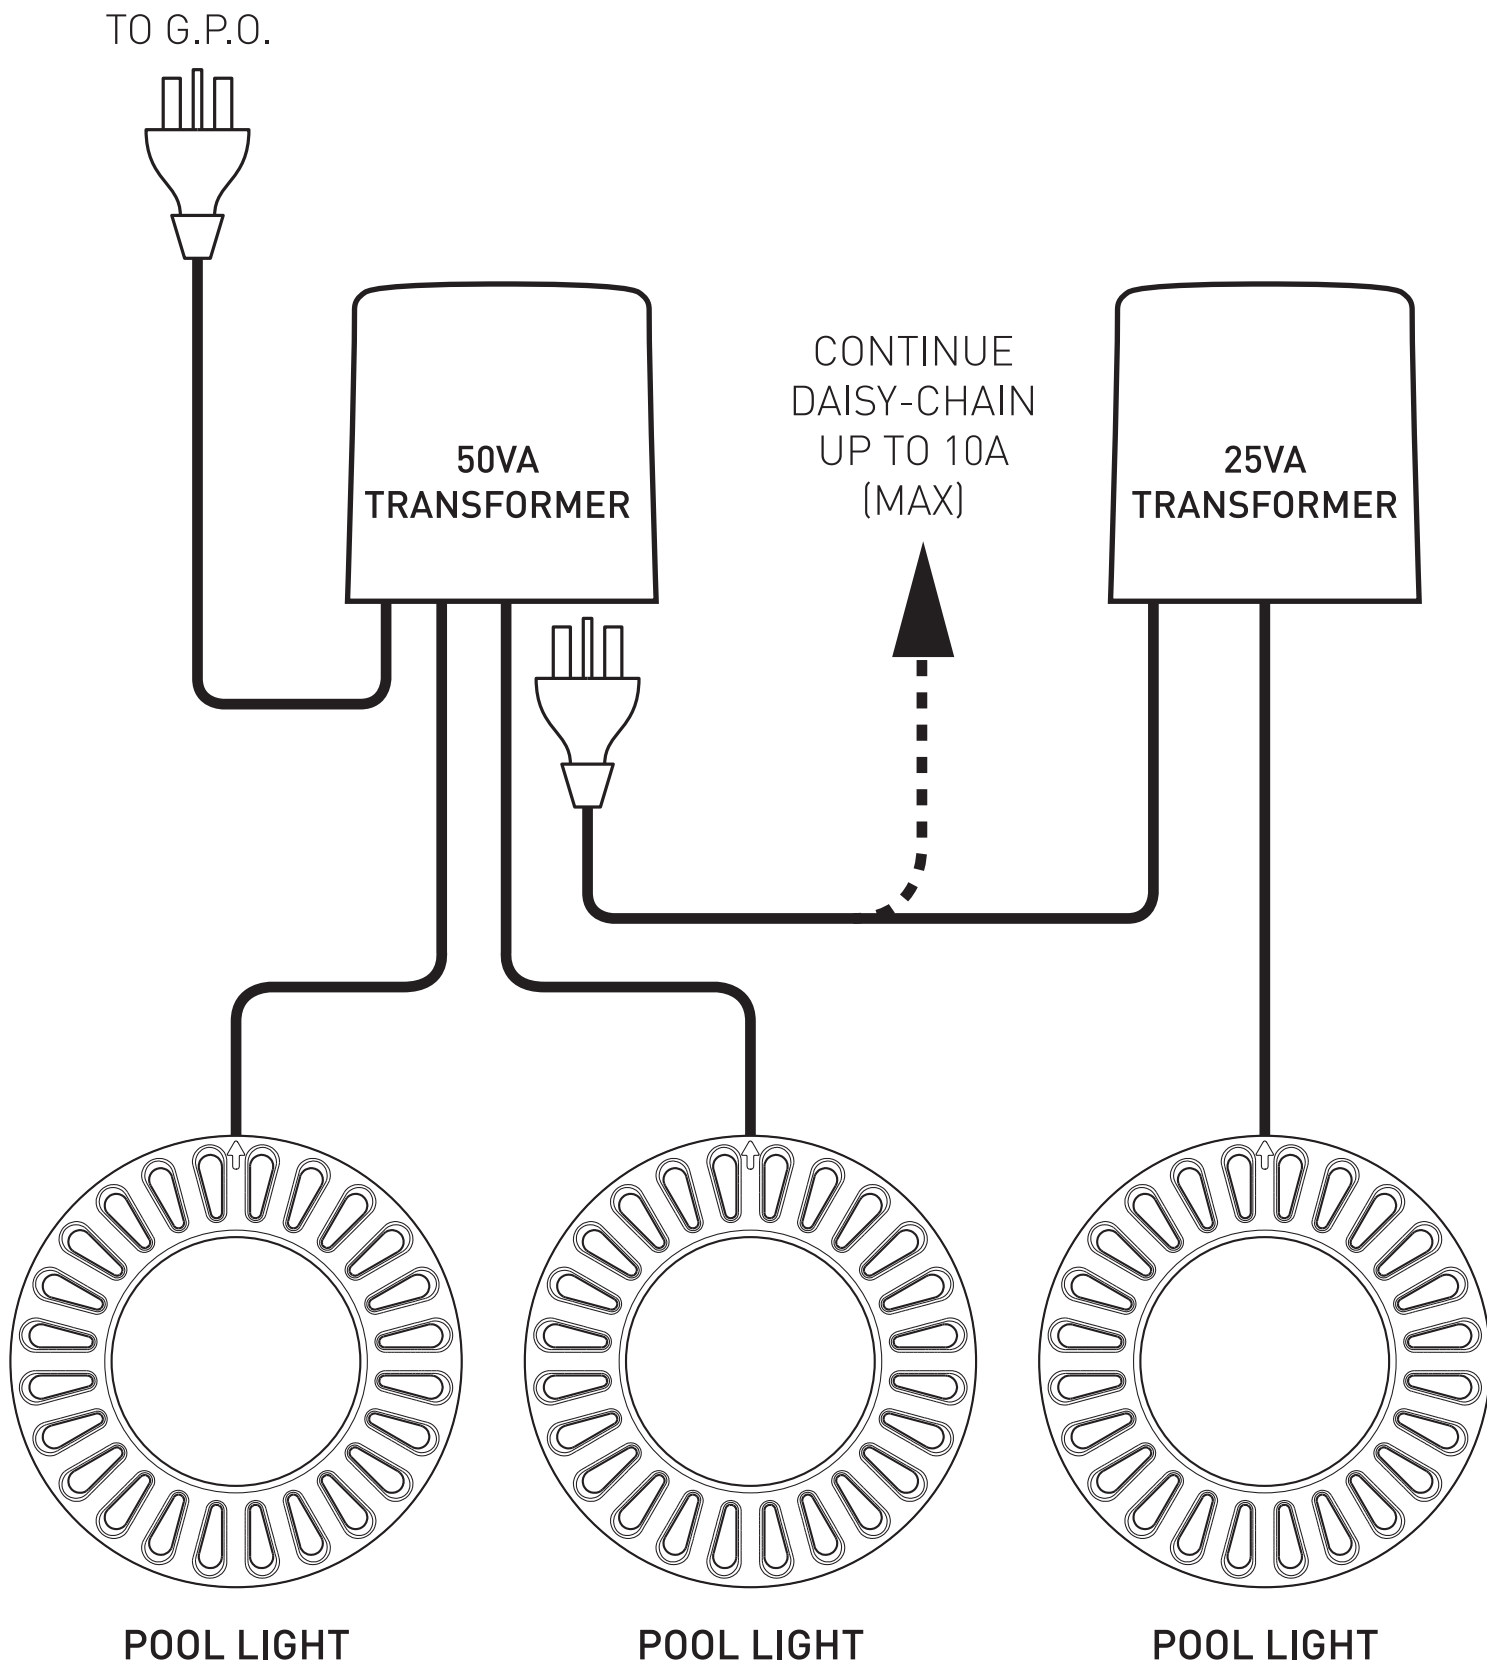 TO G.P.O.
50VA
TRANSFORMER
CONTINUE
DAISY-CHAIN
UP TO 10A
(MAX)
25VA
TRANSFORMER
POOL LIGHT
POOL LIGHT
POOL LIGHT